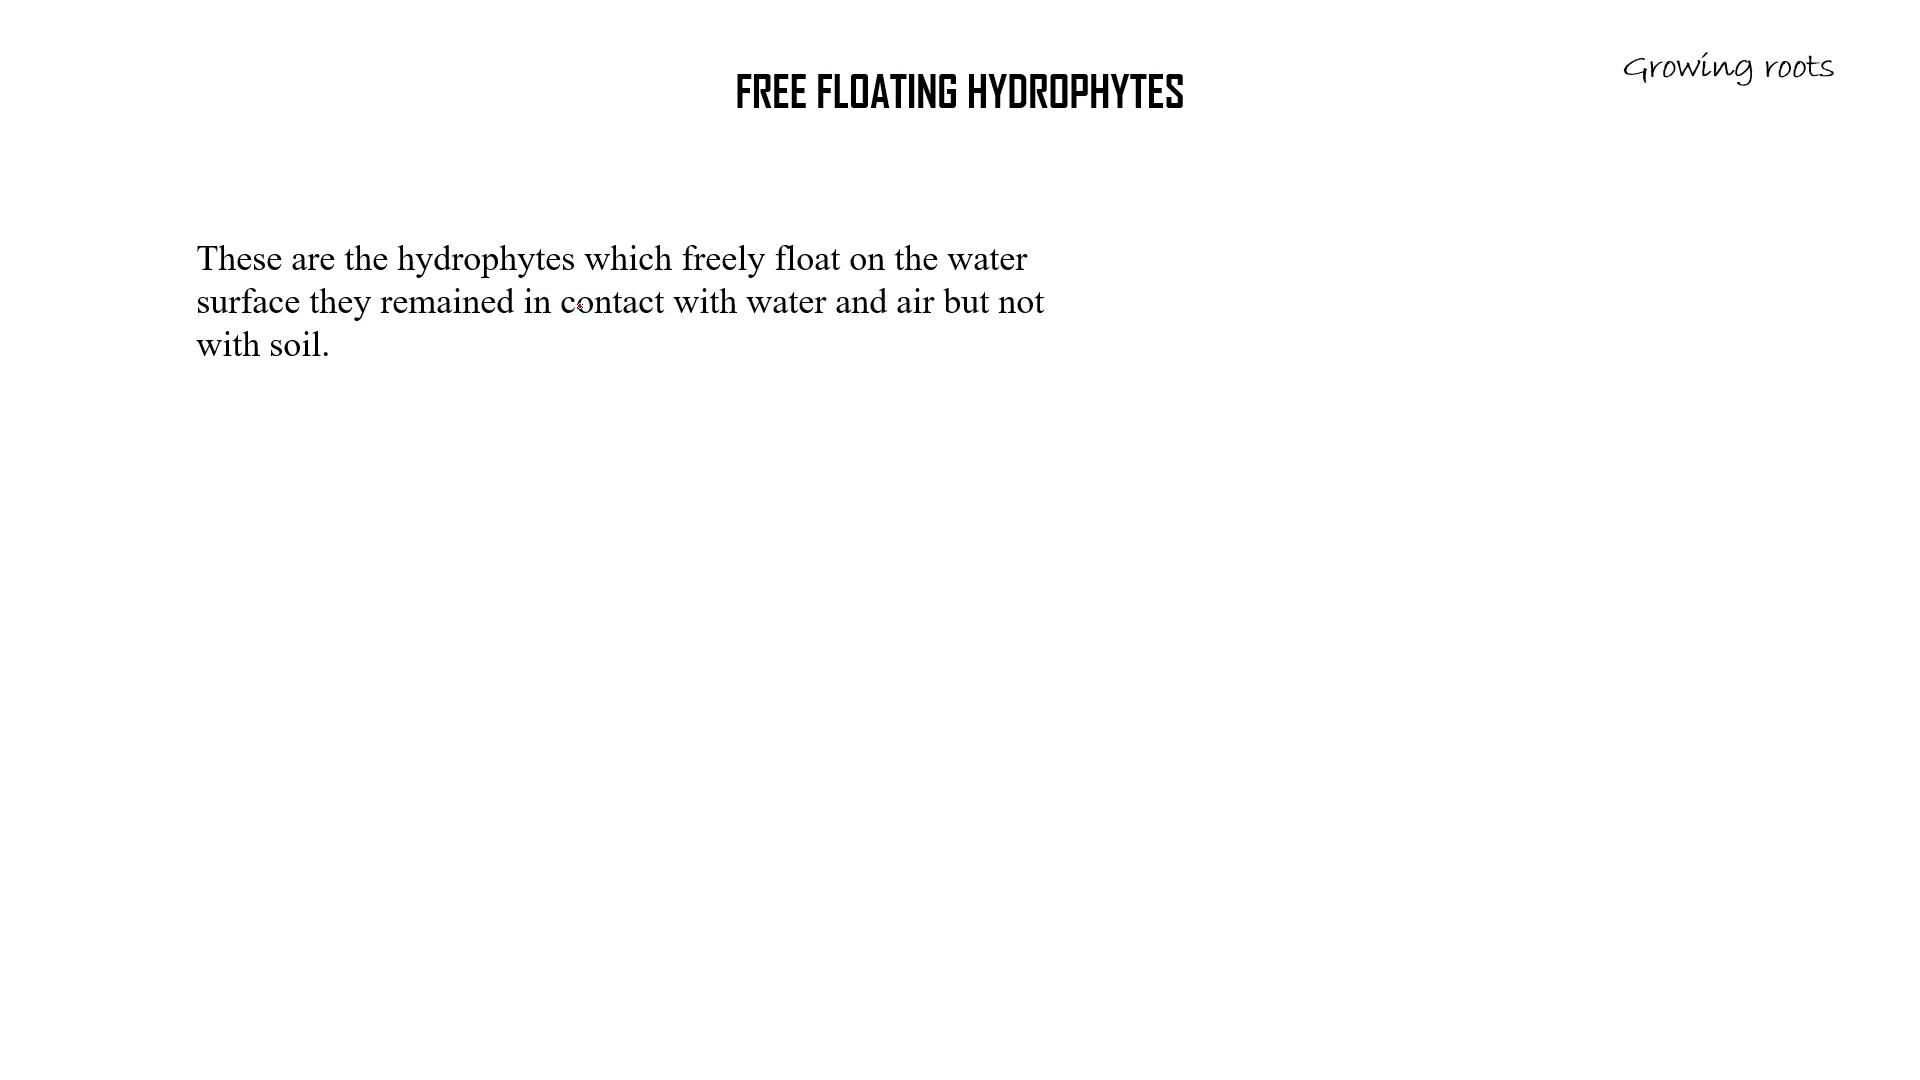 Growing roots
FREE FLOATING HYDROPHYTES
These are the hydrophytes which freely float on the water
surface they remained in contact with water and air but not
with soil.